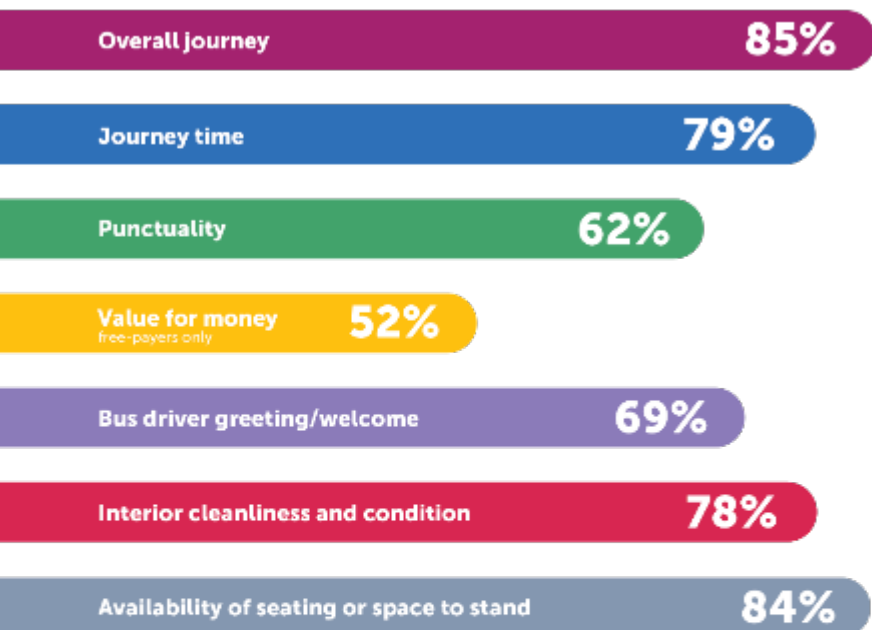 Overall journey 85%
Journey time 79%
Punctuality 62%
Value for money 52%
free-payers only
Bus driver greeting/welcome 69%
Interior cleanliness and condition 78%
Availability of seating or space to stand 84%